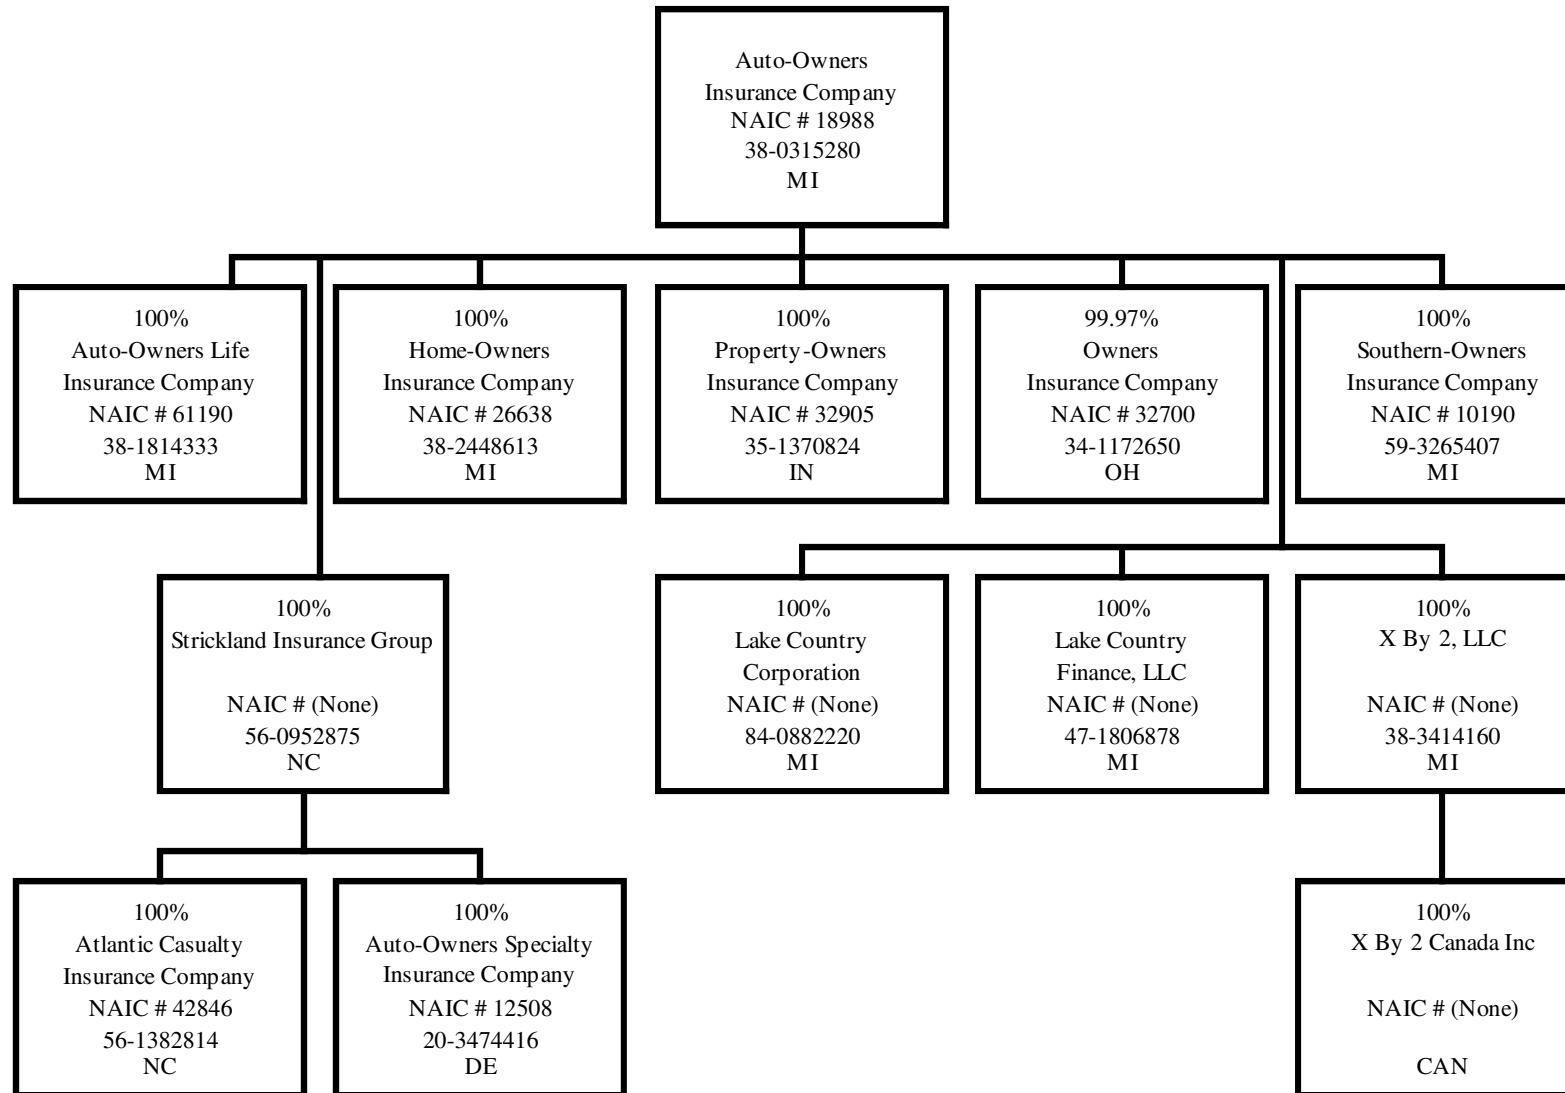 Auto-Owners
Insurance Company
NAIC # 18988
38-0315280
MI
100%
Auto-Owners Life
Insurance Company
NAIC # 61190
38-1814333
MI
100%
Home-Owners
Insurance Company
NAIC # 26638
38-2448613
MI
100%
Property-Owners
Insurance Company
NAIC # 32905
35-1370824
IN
99.97%
Owners
Insurance Company
NAIC # 32700
34-1172650
OH
100%
Southern-Owners
Insurance Company
NAIC # 10190
59-3265407
MI
100%
Strickland Insurance Group
NAIC # (None)
56-0952875
NC
100%
Lake Country
Corporation
NAIC # (None)
84-0882220
MI
100%
Lake Country
Finance, LLC
NAIC # (None)
47-1806878
MI
100%
X By 2, LLC
NAIC # (None)
38-3414160
MI
100%
Atlantic Casualty
Insurance Company
NAIC # 42846
56-1382814
NC
100%
Auto-Owners Specialty
Insurance Company
NAIC # 12508
20-3474416
DE
100%
X By 2 Canada Inc
NAIC # (None)
CAN